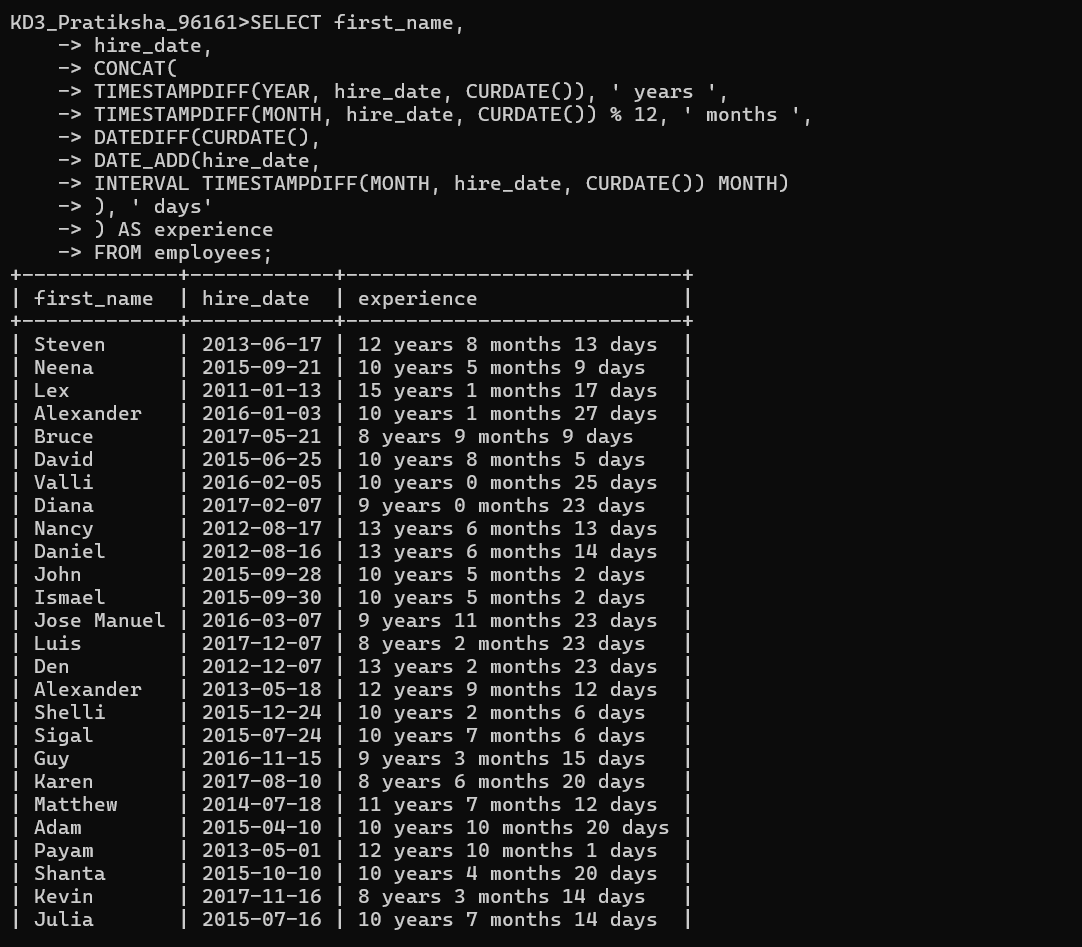 KD3_Pratiksha_96161>SELECT first_name,
    -> hire_date,
    -> CONCAT(
    -> TIMESTAMPDIFF(YEAR, hire_date, CURDATE()), ' years ',
    -> TIMESTAMPDIFF(MONTH, hire_date, CURDATE()) % 12, ' months ',
    -> DATEDIFF(CURDATE(),
    -> DATE_ADD(hire_date,
    -> INTERVAL TIMESTAMPDIFF(MONTH, hire_date, CURDATE()) MONTH)
    -> ), ' days'
    -> ) AS experience
    -> FROM employees;
+-------------+------------+----------------------------+
| first_name  | hire_date  | experience                 |
+-------------+------------+----------------------------+
| Steven      | 2013-06-17 | 12 years 8 months 13 days  |
| Neena       | 2015-09-21 | 10 years 5 months 9 days   |
| Lex         | 2011-01-13 | 15 years 1 months 17 days  |
| Alexander   | 2016-01-03 | 10 years 1 months 27 days  |
| Bruce       | 2017-05-21 | 8 years 9 months 9 days    |
| David       | 2015-06-25 | 10 years 8 months 5 days   |
| Valli       | 2016-02-05 | 10 years 0 months 25 days  |
| Diana       | 2017-02-07 | 9 years 0 months 23 days   |
| Nancy       | 2012-08-17 | 13 years 6 months 13 days  |
| Daniel      | 2012-08-16 | 13 years 6 months 14 days  |
| John        | 2015-09-28 | 10 years 5 months 2 days   |
| Ismael      | 2015-09-30 | 10 years 5 months 2 days   |
| Jose Manuel | 2016-03-07 | 9 years 11 months 23 days  |
| Luis        | 2017-12-07 | 8 years 2 months 23 days   |
| Den         | 2012-12-07 | 13 years 2 months 23 days  |
| Alexander   | 2013-05-18 | 12 years 9 months 12 days  |
| Shelli      | 2015-12-24 | 10 years 2 months 6 days   |
| Sigal       | 2015-07-24 | 10 years 7 months 6 days   |
| Guy         | 2016-11-15 | 9 years 3 months 15 days   |
| Karen       | 2017-08-10 | 8 years 6 months 20 days   |
| Matthew     | 2014-07-18 | 11 years 7 months 12 days  |
| Adam        | 2015-04-10 | 10 years 10 months 20 days |
| Payam       | 2013-05-01 | 12 years 10 months 1 days  |
| Shanta      | 2015-10-10 | 10 years 4 months 20 days  |
| Kevin       | 2017-11-16 | 8 years 3 months 14 days   |
| Julia       | 2015-07-16 | 10 years 7 months 14 days  |